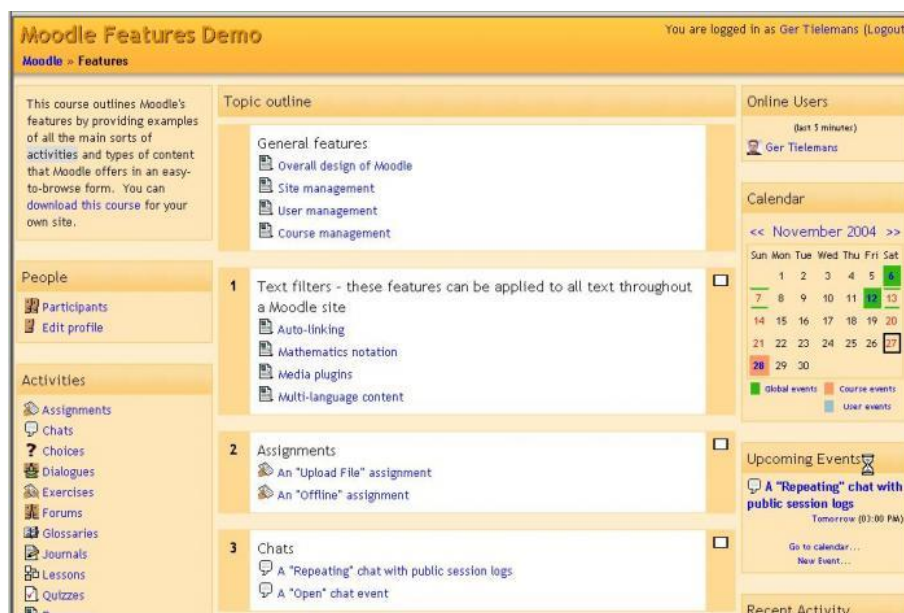 Moodle Features Demo
You are logged in as Ger Tielemans (Logout
Moodle » Features
This course outlines Moodle's
features by providing examples
of all the main sorts of
activities and types of content
that Moodle offers in an easy-
to-browse form. You can
download this course for your
own site.
People
Participants
Edit profile
Activities
Assignments
Chats
Choices
Dialogues
Exercises
Forums
Glossaries
Journals
Lessons
Quizzes
Topic outline
General features
Overall design of Moodle
Site management
User management
Course management
1 Text filters - these features can be applied to all text throughout
a Moodle site
Auto-linking
Mathematics notation
Media plugins
Multi-language content
2 Assignments
An "Upload File" assignment
An "Offline" assignment
3 Chats
A "Repeating" chat with public session logs
A "Open" chat event
Online Users
(last 5 minutes)
Ger Tielemans
Calendar
<< November 2004 >>
Sun Mon Tue Wed Thu Fri Sat
1 2 3 4 5 6
7 8 9 10 11 12 13
14 15 16 17 18 19 20
21 22 23 24 25 26 27
28 29 30
Global events Course events
User events
Upcoming Events
A "Repeating" chat with
public session logs
Tomorrow (03:00 PM)
Go to calendar...
New Event...
Recent Activity